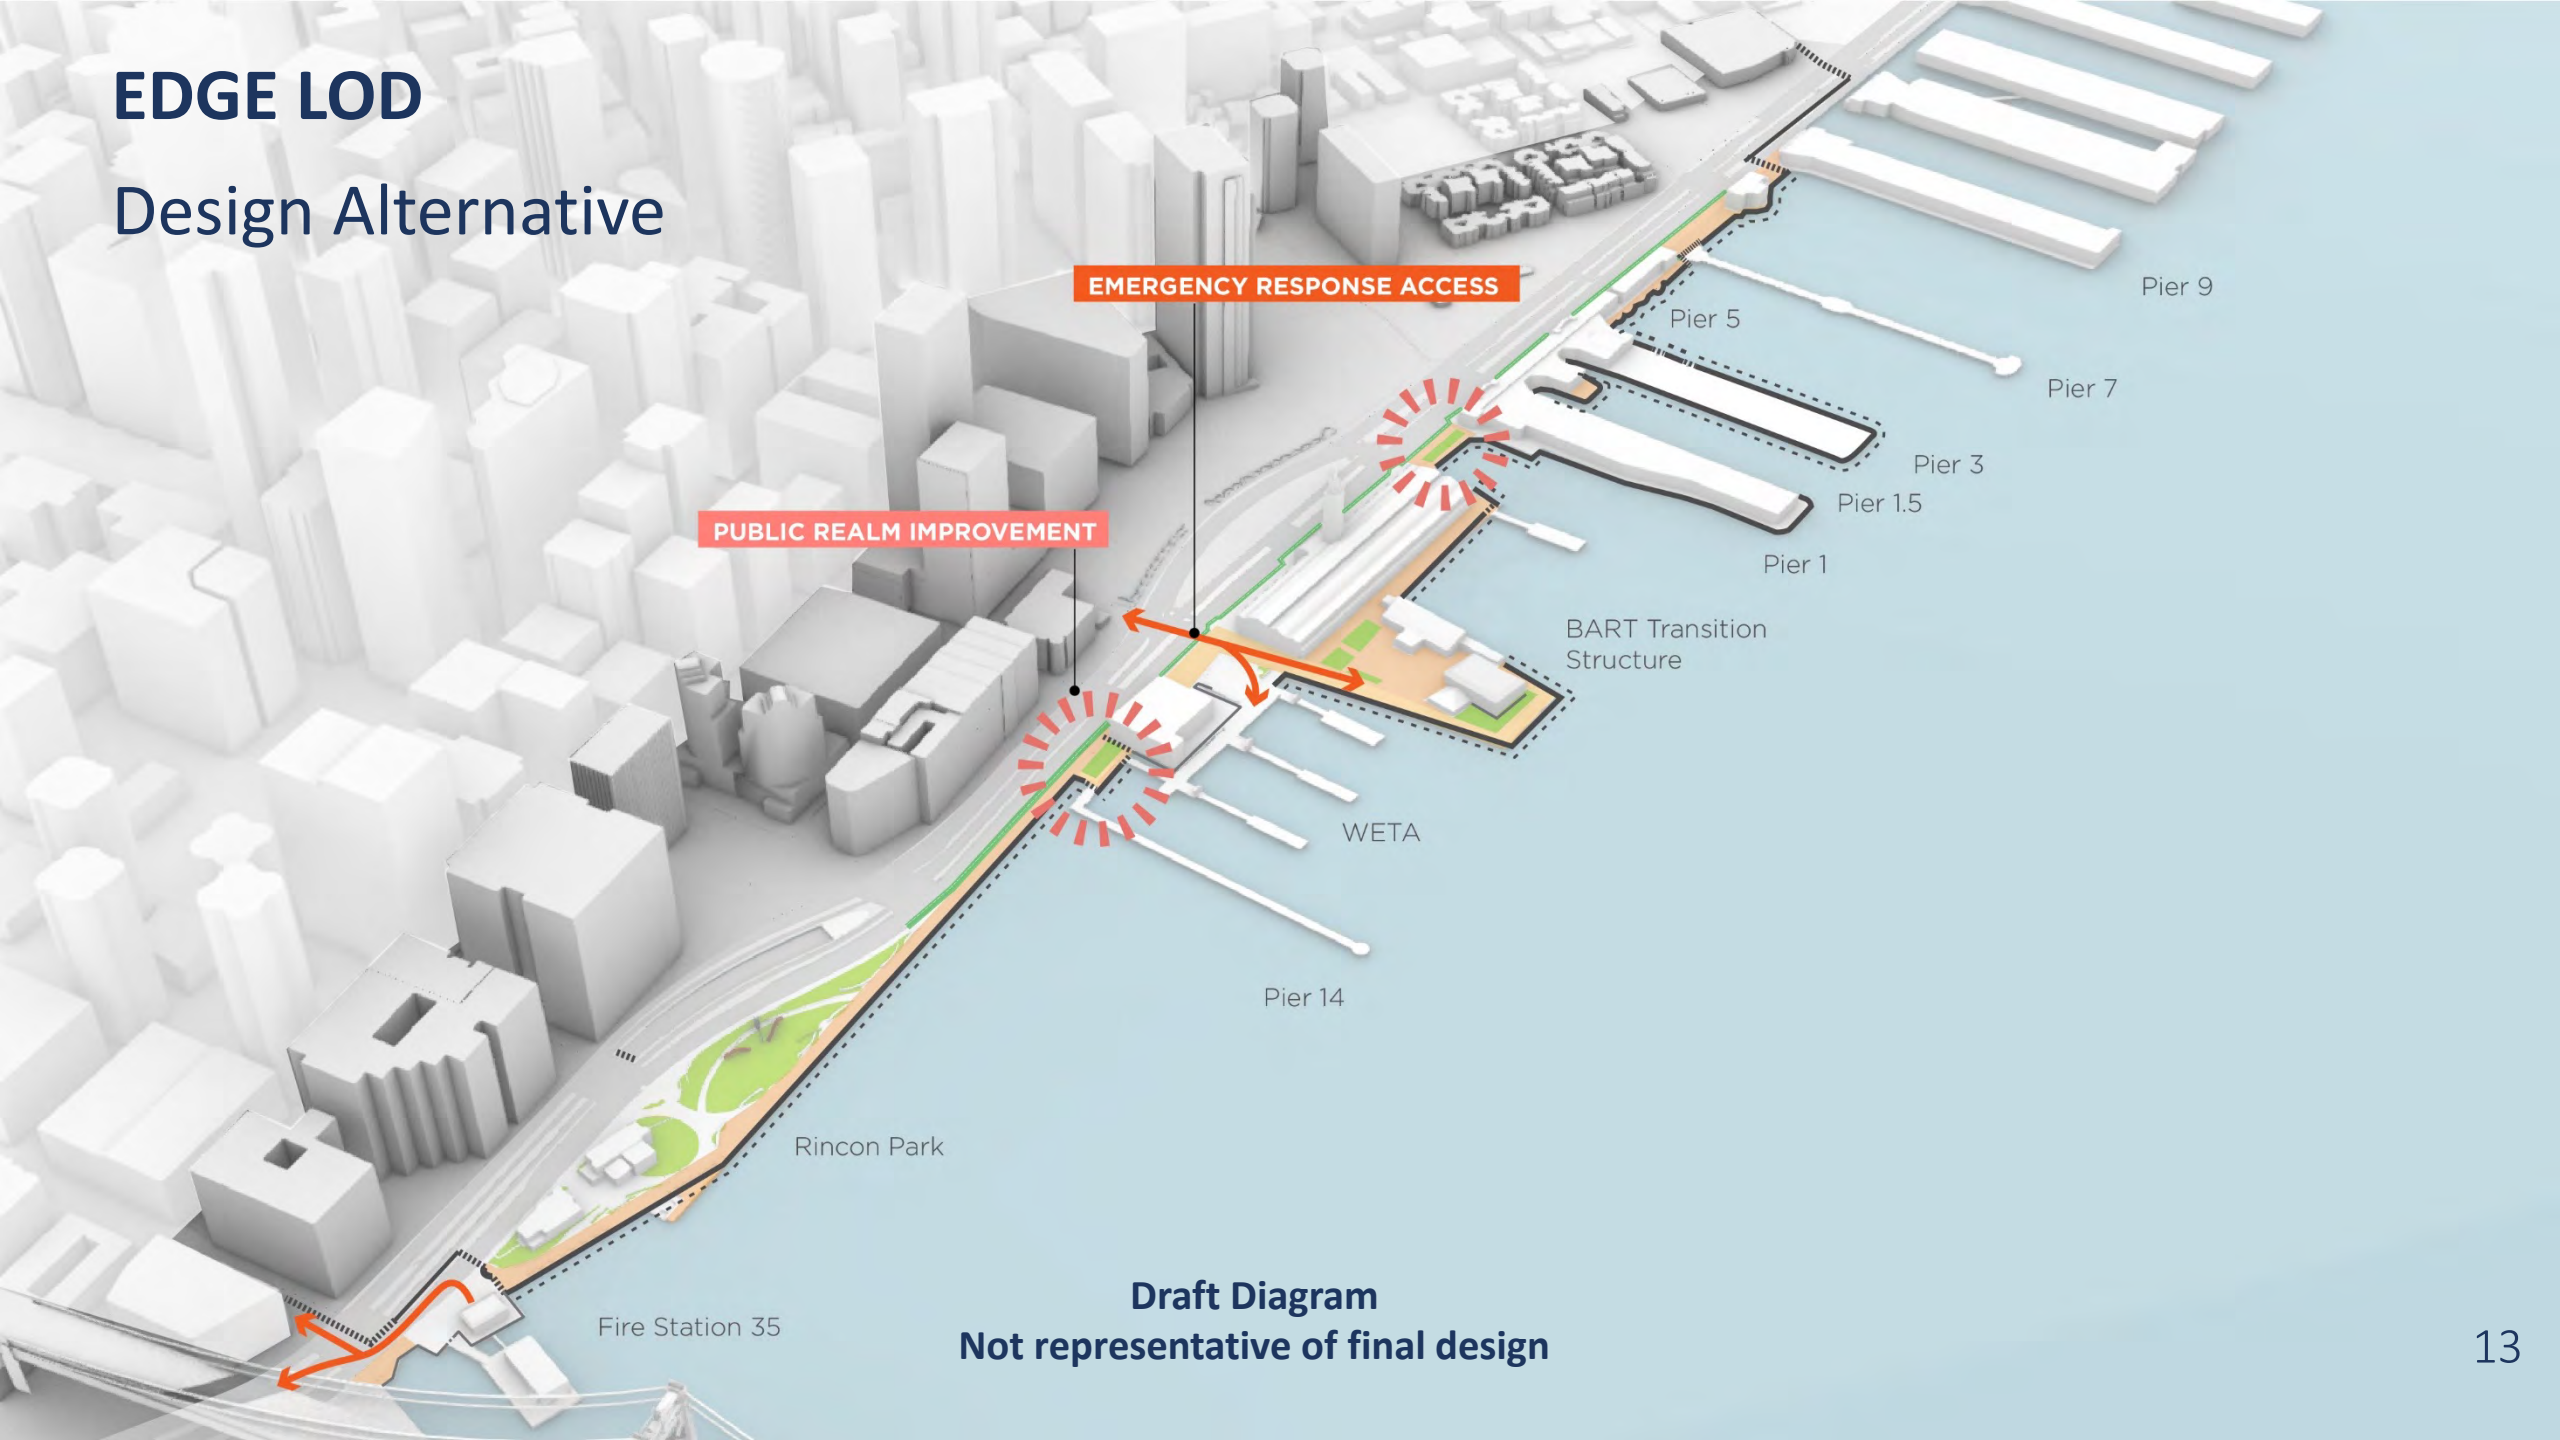 EDGE LOD
Design Alternative
EMERGENCY RESPONSE ACCESS
Pier 9
Pier 5
Pier 7
Pier 3
Pier 1.5
PUBLIC REALM IMPROVEMENT
Pier 1
BART Transition
Structure
WETA
Pier 14
Rincon Park
Fire Station 35
Draft Diagram
Not representative of final design
13